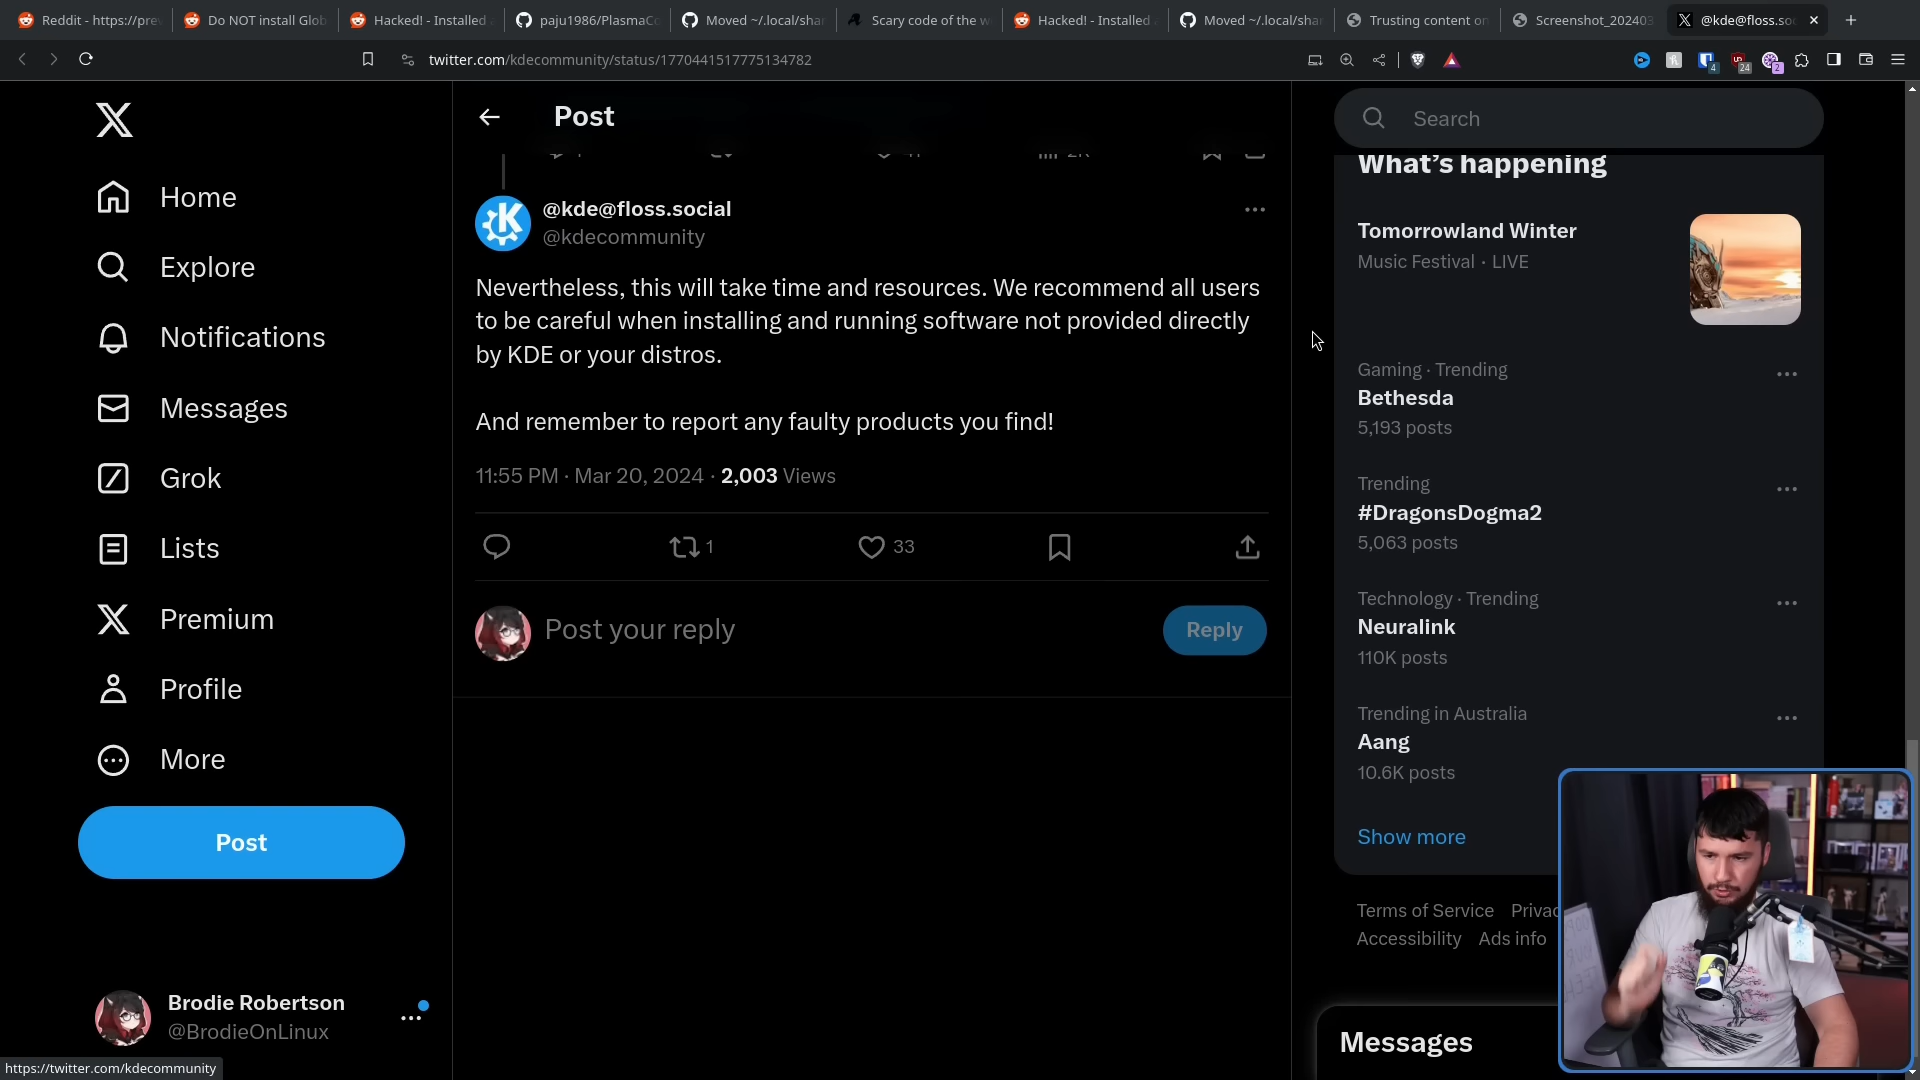 Reddit - https://pre
Do NOT install Glob
Hacked! - Installed
paju1986/PlasmaCo
Moved ~/.local/shar
Scary code of the w
Hacked! - Installed
Moved ~/.local/shar
Trusting content on
Screenshot_202403
@kde@floss.soc
twitter.com/kdecommunity/status/1770441517775134782
4
24
2
Home
Explore
Notifications
Messages
Grok
Lists
Premium
Profile
More
Post
Brodie Robertson
@BrodieOnLinux
https://twitter.com/kdecommunity
Post
@kde@floss.social
@kdecommunity
Nevertheless, this will take time and resources. We recommend all users
to be careful when installing and running software not provided directly
by KDE or your distros.
And remember to report any faulty products you find!
11:55 PM · Mar 20, 2024 · 2,003 Views
1
33
Post your reply
Reply
Search
What's happening
Tomorrowland Winter
Music Festival · LIVE
Gaming · Trending
Bethesda
5,193 posts
Trending
#DragonsDogma2
5,063 posts
Technology · Trending
Neuralink
110K posts
Trending in Australia
Aang
10.6K posts
Show more
Terms of Service Privac
Accessibility Ads info
Messages